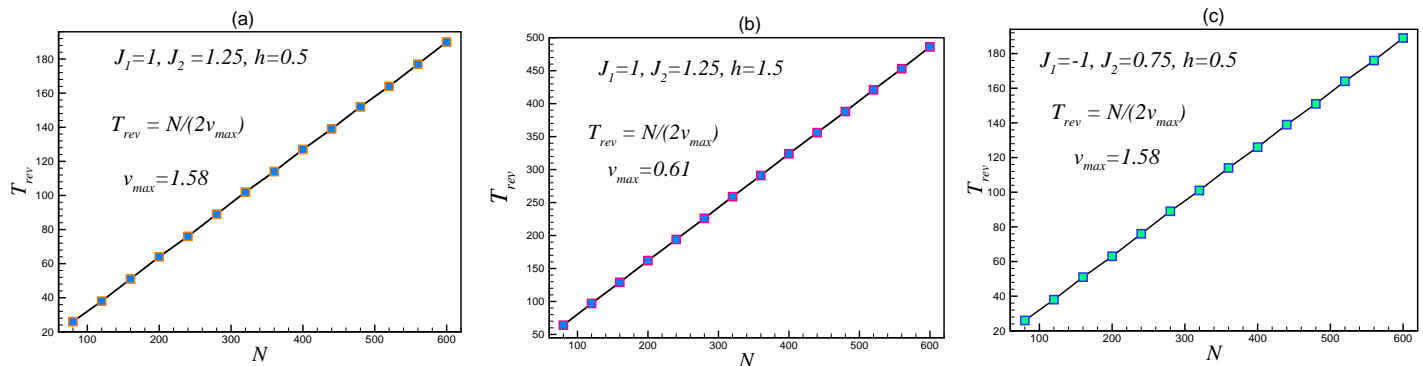 (a)
J1=1, J2 =1.25, h=0.5
Trev = N/(2vmax)
vmax=1.58
Trev
180
160
140
120
100
80
60
40
20
100 200 300 400 500 600
N
(b)
J1=1, J2=1.25, h=1.5
Trev = N/(2vmax)
vmax=0.61
Trev
500
450
400
350
300
250
200
150
100
50
100 200 300 400 500 600
N
(c)
J1=-1, J2=0.75, h=0.5
Trev = N/(2vmax)
vmax=1.58
Trev
180
160
140
120
100
80
60
40
20
100 200 300 400 500 600
N